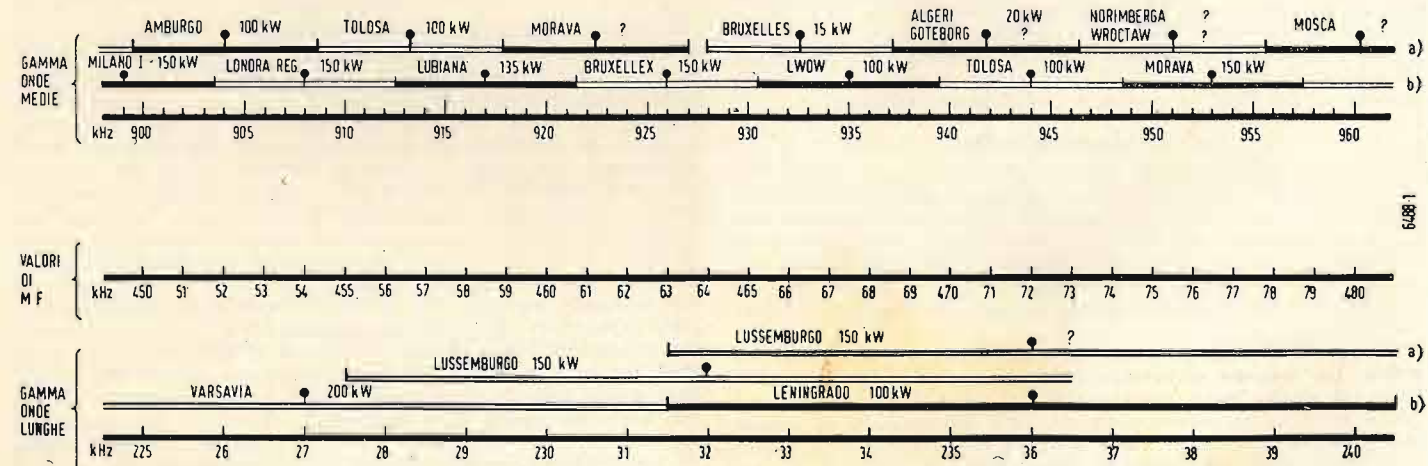 AMBURGO 100 kW TOLOSA 100 kW MORAVA ? BRUXELLES 15 kW ALGERI 20 kW NORIMBERGA ? MOSCA ? a)
GOTEBORG ? WROCTAW ?
GAMMA ONDE MEDIE
MILANO I - 150 kW LONDRA REG 150 kW LUBIANA 135 kW BRUXELLEX 150 kW LWOW 100 kW TOLOSA 100 kW MORAVA 150 kW b)
kHz 900 905 910 915 920 925 930 935 940 945 950 955 960
6488-1
VALORI DI M F
kHz 450 51 52 53 54 455 56 57 58 59 460 61 62 63 64 465 66 67 68 69 470 71 72 73 74 75 76 77 78 79 480
LUSSEMBURGO 150 kW ? a)
LUSSEMBURGO 150 kW
GAMMA ONDE LUNGHE
VARSAVIA 200 kW LENINGRADO 100 kW b)
kHz 225 26 27 28 29 230 31 32 33 34 235 36 37 38 39 240